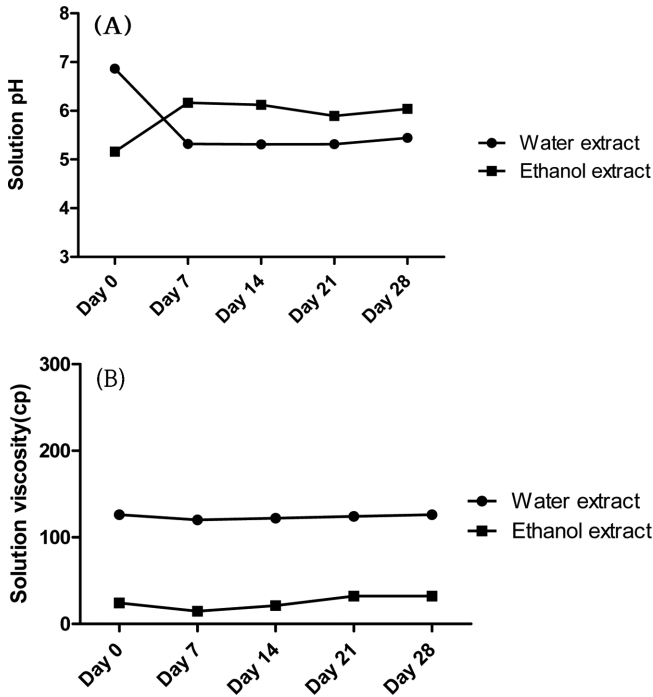 (A)
Solution pH
8
7
6
5
4
3
Day 0
Day 7
Day 14
Day 21
Day 28
Water extract
Ethanol extract
(B)
Solution viscosity(cp)
300
200
100
0
Day 0
Day 7
Day 14
Day 21
Day 28
Water extract
Ethanol extract